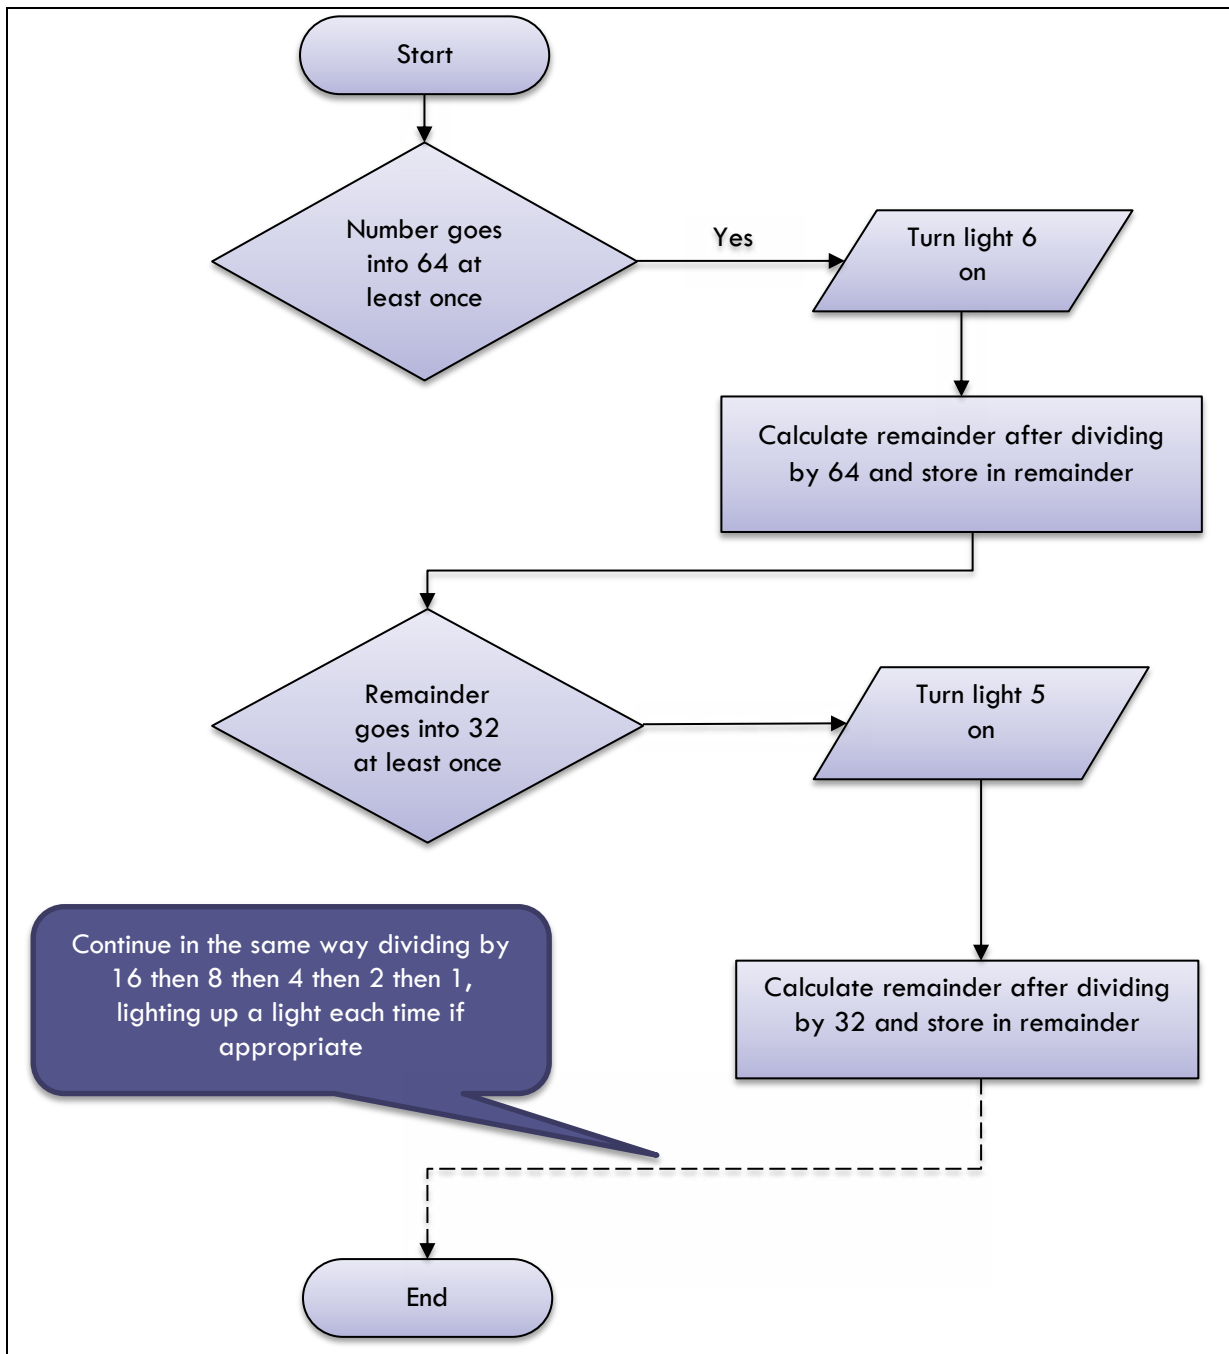 Start
Number goes
into 64 at
least once
Yes
Turn light 6
on
Calculate remainder after dividing
by 64 and store in remainder
Remainder
goes into 32
at least once
Turn light 5
on
Continue in the same way dividing by
16 then 8 then 4 then 2 then 1,
lighting up a light each time if
appropriate
Calculate remainder after dividing
by 32 and store in remainder
End